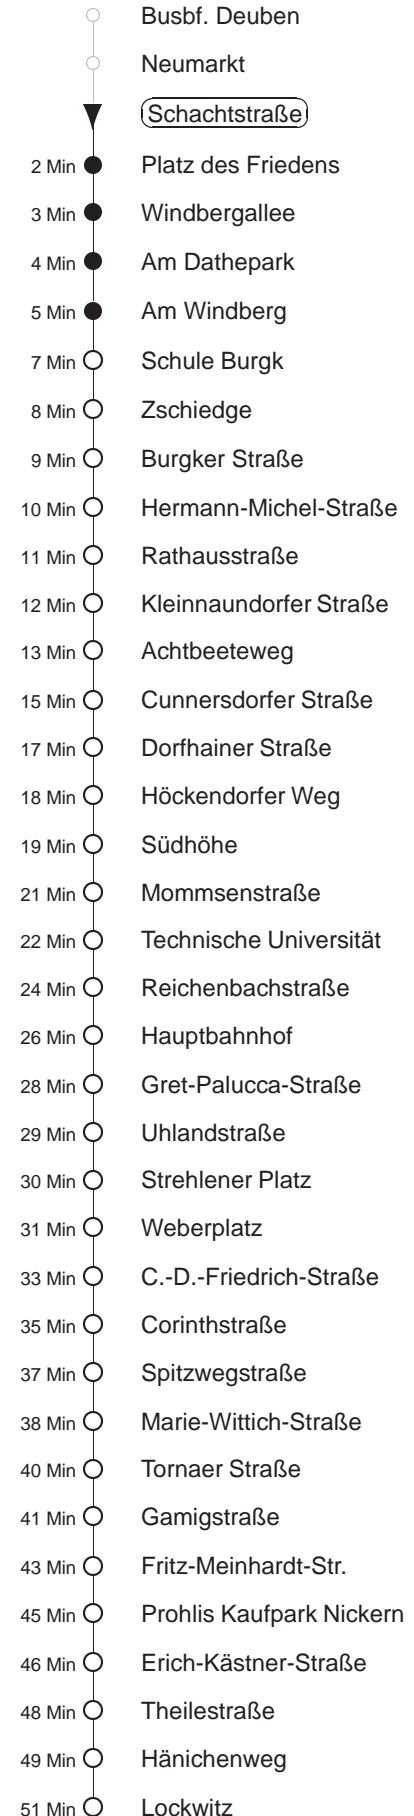 Busbf. Deuben
Neumarkt
Schachtstraße
2 Min Platz des Friedens
3 Min Windbergallee
4 Min Am Dathepark
5 Min Am Windberg
7 Min Schule Burgk
8 Min Zschiedge
9 Min Burgker Straße
10 Min Hermann-Michel-Straße
11 Min Rathausstraße
12 Min Kleinnaundorfer Straße
13 Min Achtbeeteweg
15 Min Cunnersdorfer Straße
17 Min Dorfhainer Straße
18 Min Höckendorfer Weg
19 Min Südhöhe
21 Min Mommsenstraße
22 Min Technische Universität
24 Min Reichenbachstraße
26 Min Hauptbahnhof
28 Min Gret-Palucca-Straße
29 Min Uhlandstraße
30 Min Strehlener Platz
31 Min Weberplatz
33 Min C.-D.-Friedrich-Straße
35 Min Corinthstraße
37 Min Spitzwegstraße
38 Min Marie-Wittich-Straße
40 Min Tornaer Straße
41 Min Gamigstraße
43 Min Fritz-Meinhardt-Str.
45 Min Prohlis Kaufpark Nickern
46 Min Erich-Kästner-Straße
48 Min Theilestraße
49 Min Hänichenweg
51 Min Lockwitz